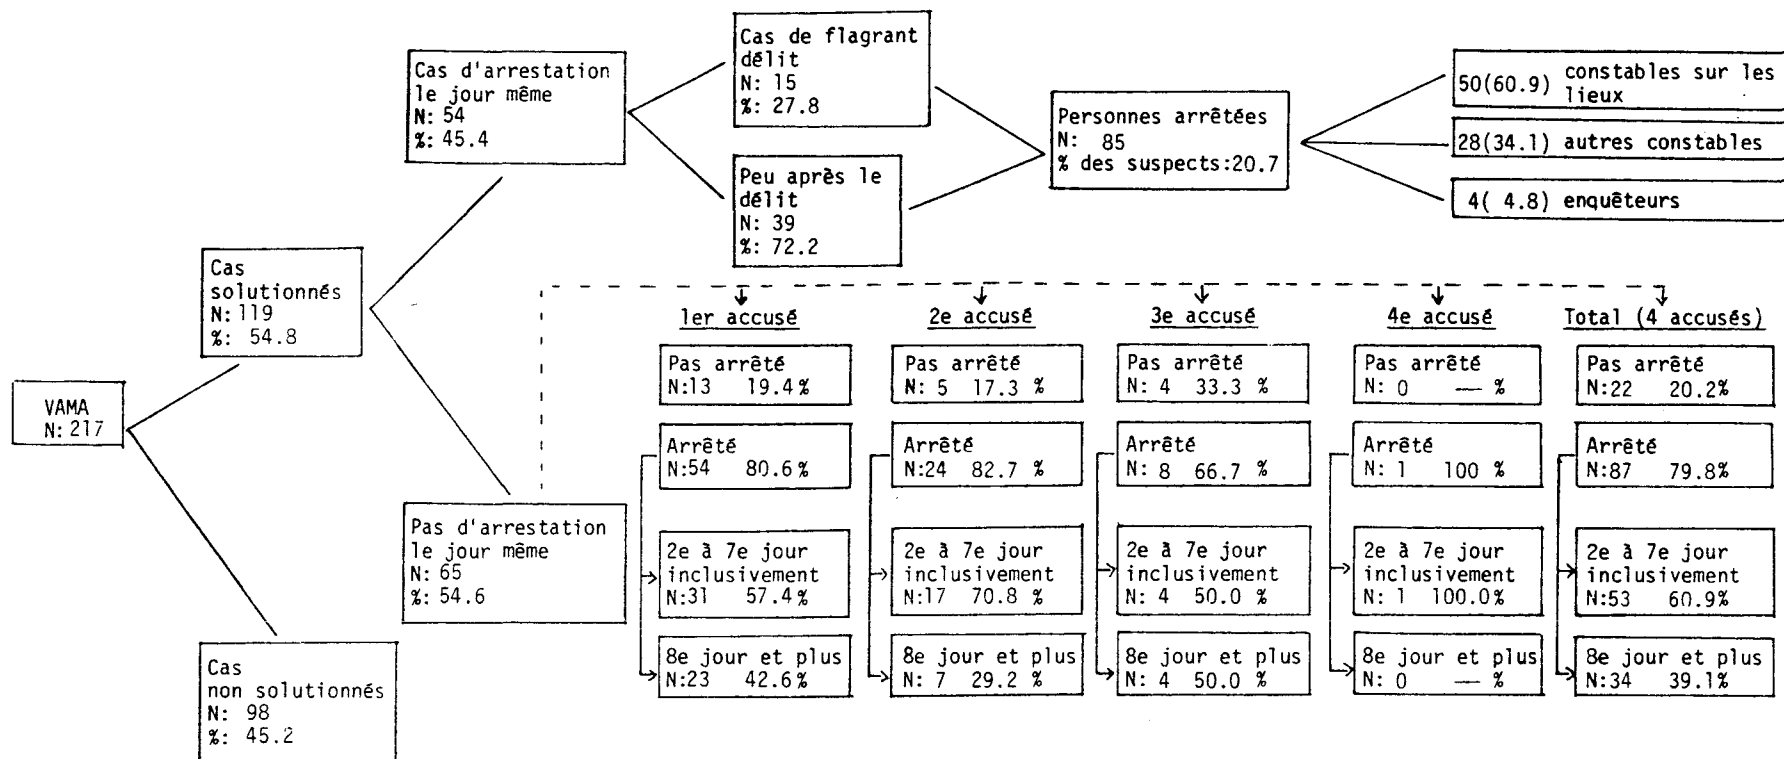 VAMA
N: 217
Cas
solutionnés
N: 119
%: 54.8
Cas
non solutionnés
N: 98
%: 45.2
Cas d'arrestation
le jour même
N: 54
%: 45.4
Pas d'arrestation
le jour même
N: 65
%: 54.6
Cas de flagrant
délit
N: 15
%: 27.8
Peu après le
délit
N: 39
%: 72.2
Personnes arrêtées
N: 85
% des suspects:20.7
50(60.9) constables sur les
lieux
28(34.1) autres constables
4( 4.8) enquêteurs
1er accusé
Pas arrêté
N:13 19.4%
Arrêté
N:54 80.6%
2e à 7e jour
inclusivement
N:31 57.4%
8e jour et plus
N:23 42.6%
2e accusé
Pas arrêté
N: 5 17.3 %
Arrêté
N:24 82.7 %
2e à 7e jour
inclusivement
N:17 70.8 %
8e jour et plus
N: 7 29.2 %
3e accusé
Pas arrêté
N: 4 33.3 %
Arrêté
N: 8 66.7 %
2e à 7e jour
inclusivement
N: 4 50.0 %
8e jour et plus
N: 4 50.0 %
4e accusé
Pas arrêté
N: 0 — %
Arrêté
N: 1 100 %
2e à 7e jour
inclusivement
N: 1 100.0%
8e jour et plus
N: 0 — %
Total (4 accusés)
Pas arrêté
N:22 20.2%
Arrêté
N:87 79.8%
2e à 7e jour
inclusivement
N:53 60.9%
8e jour et plus
N:34 39.1%